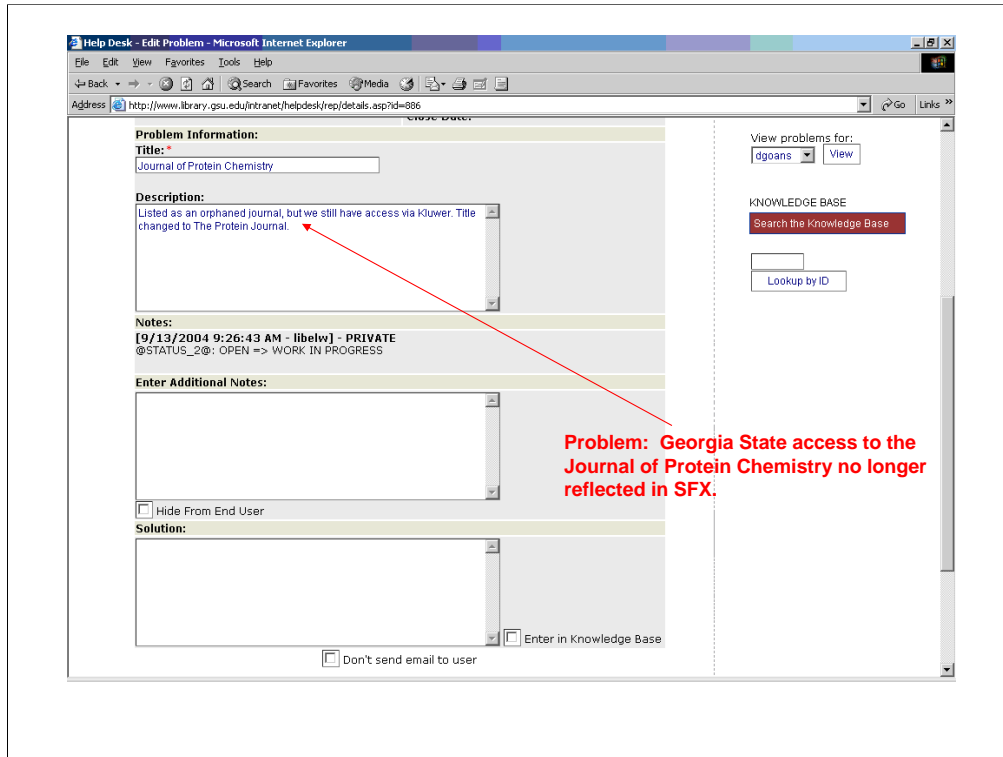 Help Desk - Edit Problem - Microsoft Internet Explorer
File Edit View Favorites Tools Help
Back Search Favorites Media
Address http://www.library.gsu.edu/intranet/helpdesk/rep/details.asp?id=886 Go Links »
Close Date:
Problem Information:
Title: *
Journal of Protein Chemistry
Description:
Listed as an orphaned journal, but we still have access via Kluwer. Title
changed to The Protein Journal.
Notes:
[9/13/2004 9:26:43 AM - libelw] - PRIVATE
@STATUS_2@: OPEN => WORK IN PROGRESS
Enter Additional Notes:
Hide From End User
Solution:
Enter in Knowledge Base
Don't send email to user
View problems for:
dgoans View
KNOWLEDGE BASE
Search the Knowledge Base
Lookup by ID
Problem: Georgia State access to the
Journal of Protein Chemistry no longer
reflected in SFX.